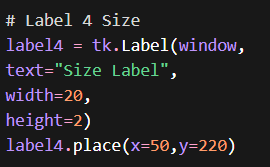 # Label 4 Size
label4 = tk.Label(window,
text="Size Label",
width=20,
height=2)
label4.place(x=50,y=220)